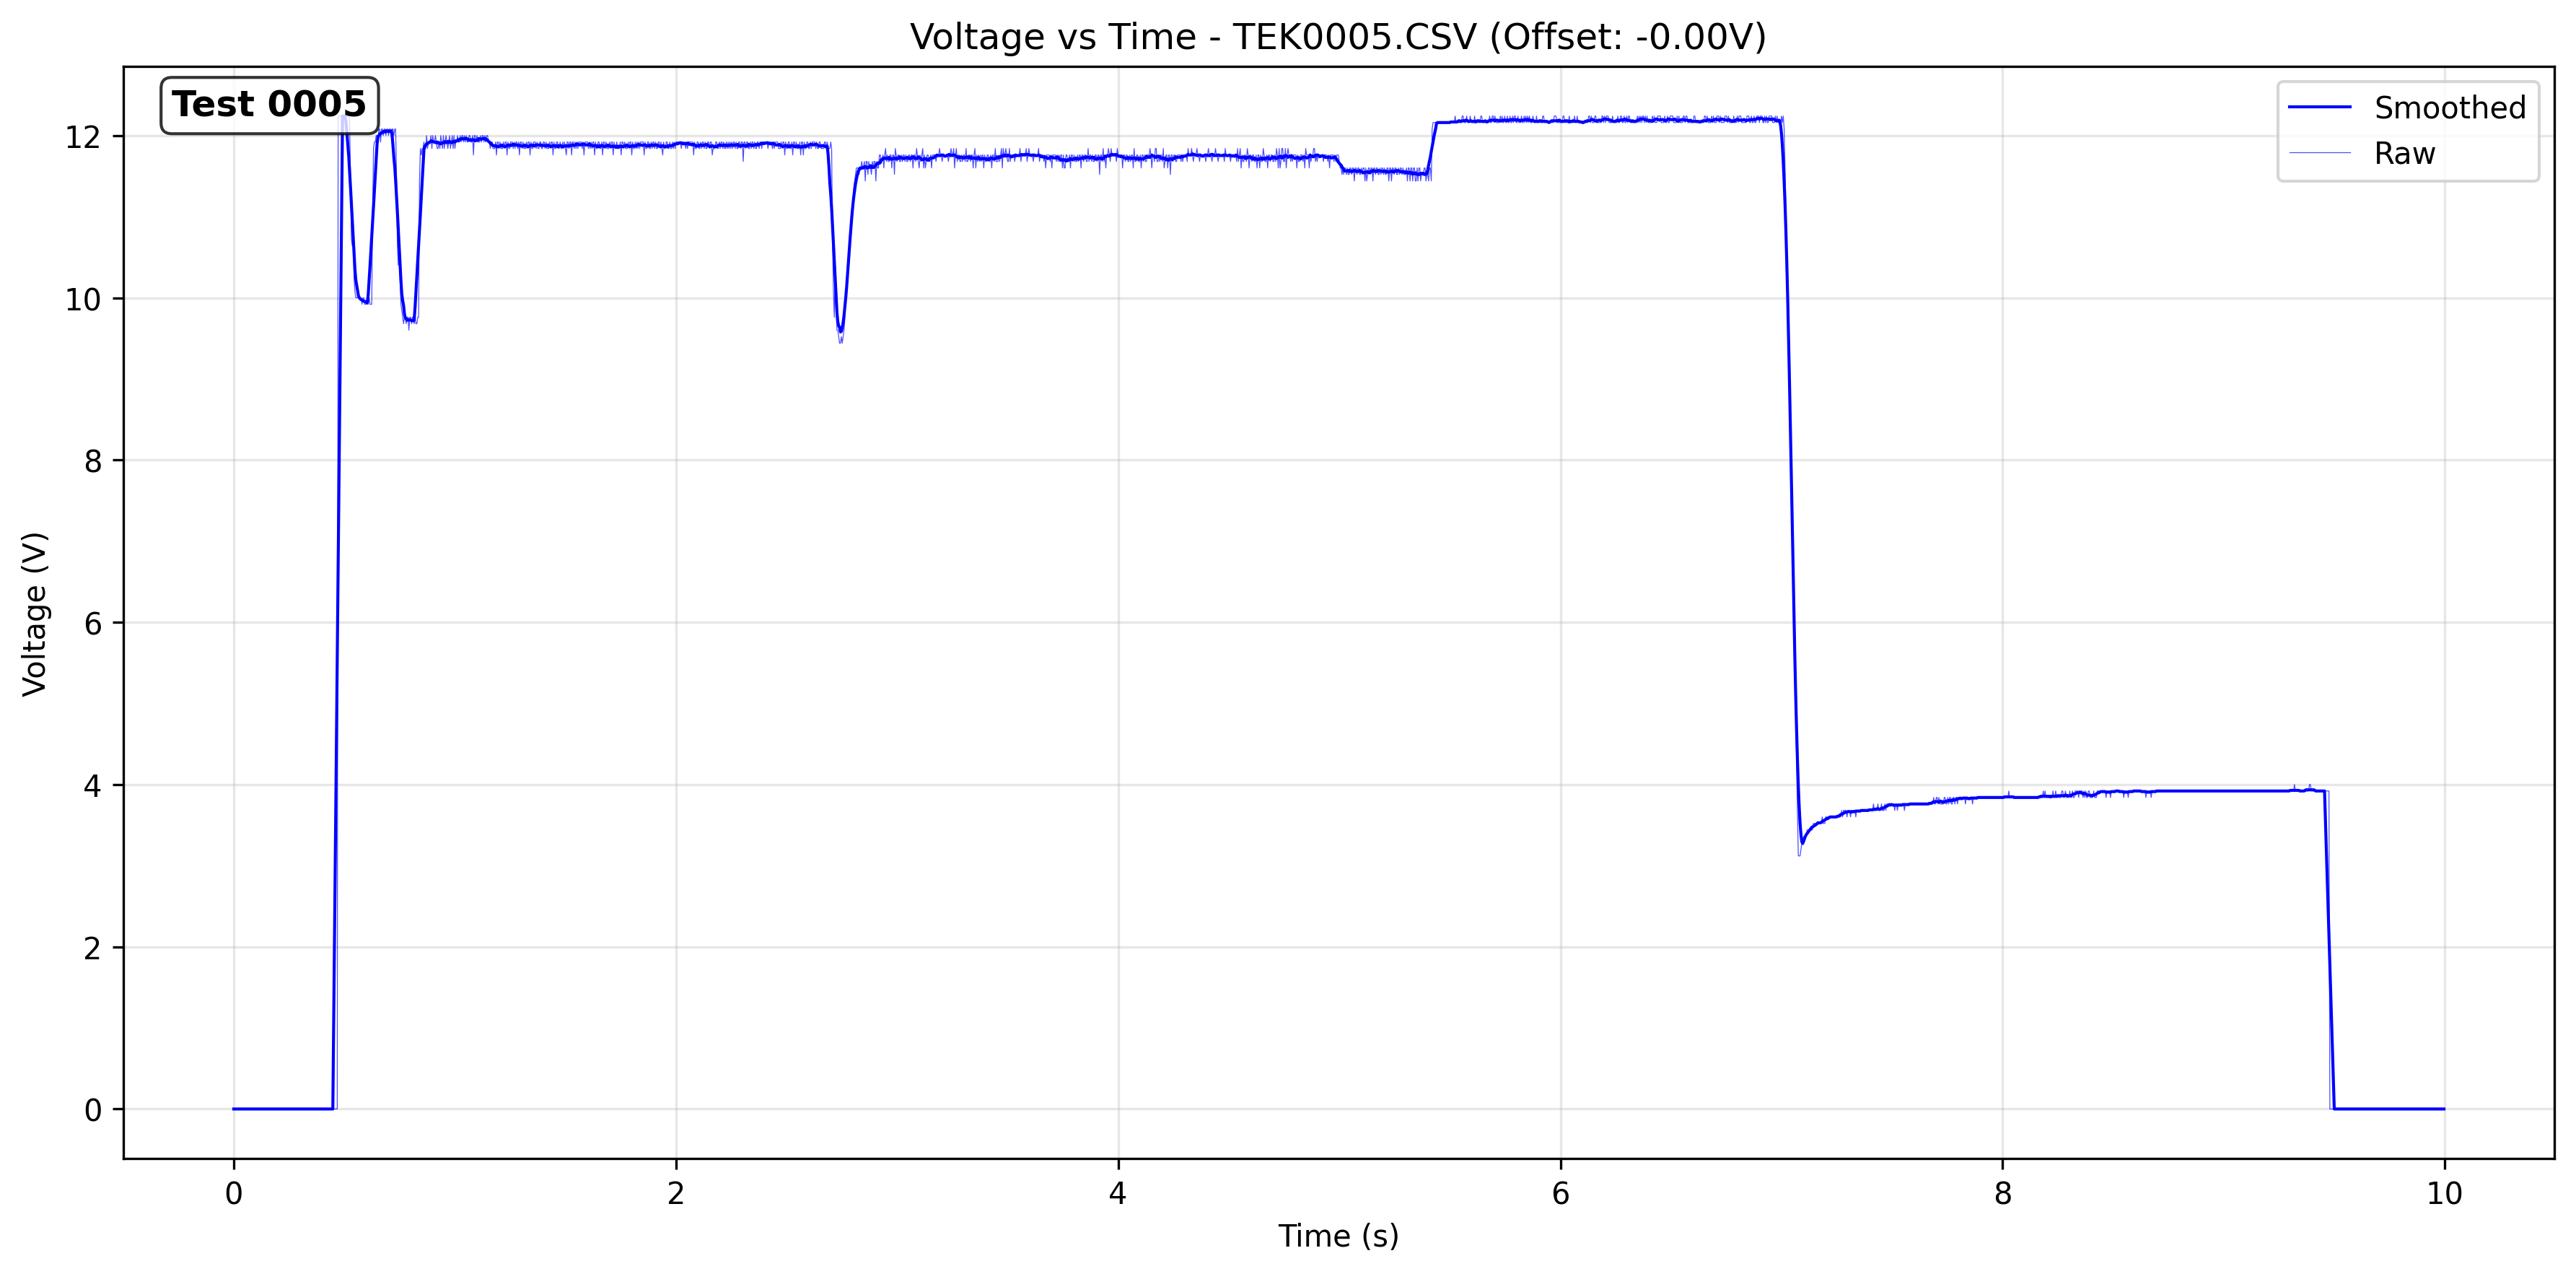 Voltage vs Time - TEK0005.CSV (Offset: -0.00V)
Test 0005
Smoothed
Raw
12
10
8
6
4
2
0
Voltage (V)
0 2 4 6 8 10
Time (s)